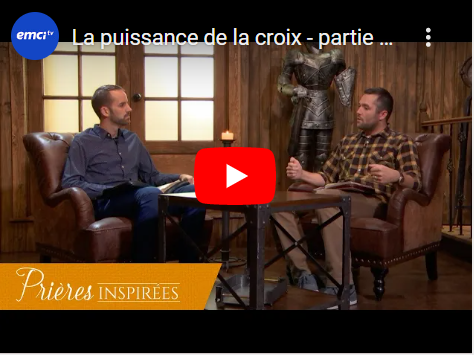 emci tv
La puissance de la croix - partie ...
Prières INSPIRÉES